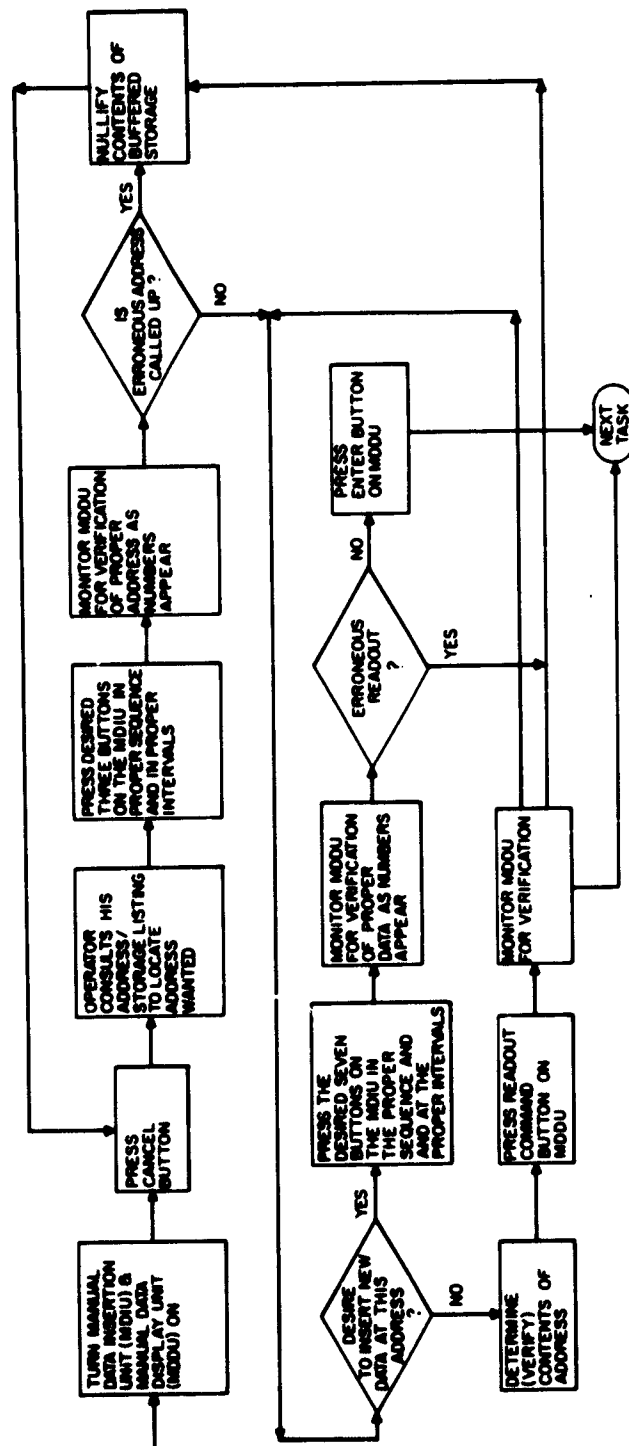 TURN MANUAL
DATA INSERTION
UNIT (MDIU) &
MANUAL DATA
DISPLAY UNIT
(MDDU) ON
PRESS
CANCEL
BUTTON
OPERATOR
CONSULTS HIS
ADDRESS/
STORAGE LISTING
TO LOCATE
ADDRESS
WANTED
PRESS DESIRED
THREE BUTTONS
ON THE MDIU IN
PROPER SEQUENCE
AND IN PROPER
INTERVALS
MONITOR MDDU
FOR VERIFICATION
OF PROPER
ADDRESS AS
NUMBERS
APPEAR
IS
ERRONEOUS ADDRESS
CALLED UP ?
YES
NO
NULLIFY
CONTENTS OF
BUFFERED
STORAGE
DESIRE
TO INSERT NEW
DATA AT THIS
ADDRESS
?
YES
NO
PRESS THE
DESIRED SEVEN
BUTTONS ON
THE MDIU IN
THE PROPER
SEQUENCE AND
AND AT THE
PROPER INTERVALS
MONITOR MDDU
FOR VERIFICATION
OF PROPER
DATA AS NUMBERS
APPEAR
ERRONEOUS
READOUT
?
NO
YES
PRESS
ENTER BUTTON
ON MDDU
DETERMINE
(VERIFY)
CONTENTS OF
ADDRESS
PRESS READOUT
COMMAND
BUTTON ON
MDDU
MONITOR MDDU
FOR VERIFICATION
NEXT
TASK